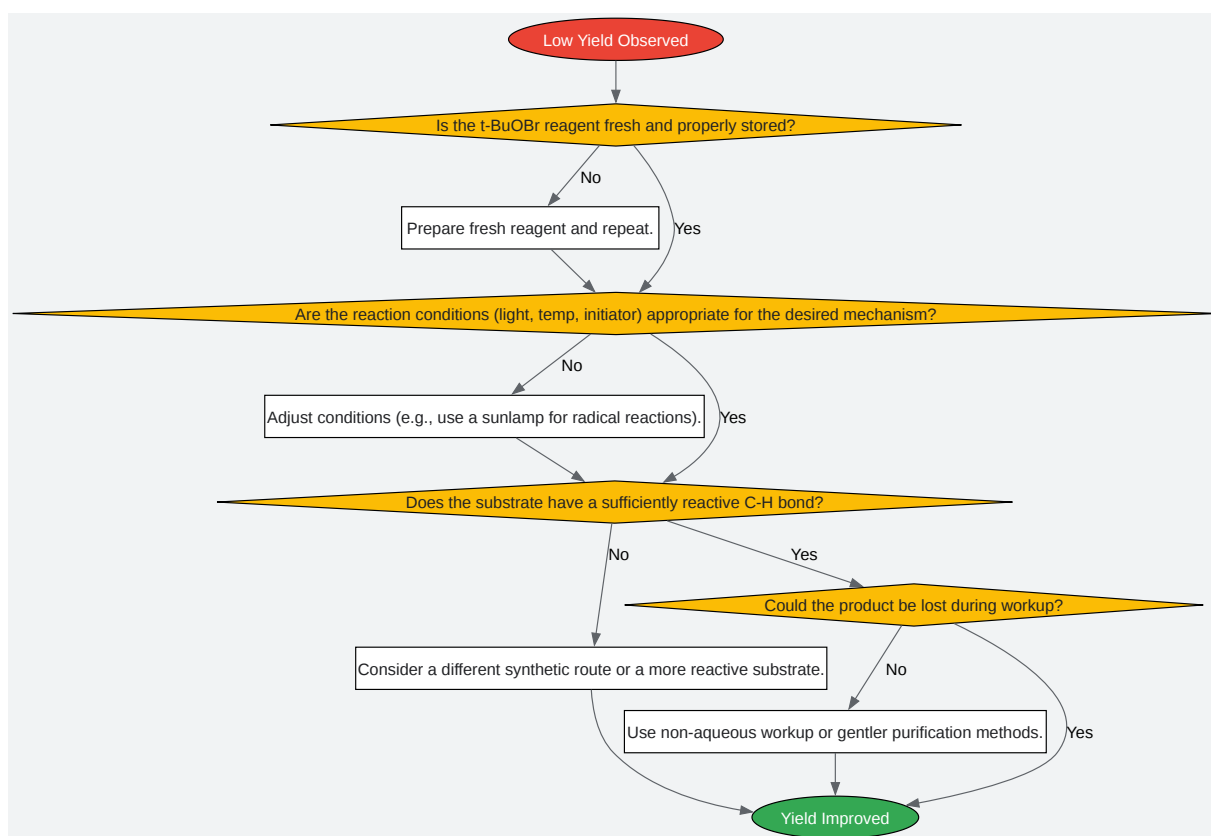 Low Yield Observed
Is the t-BuOBr reagent fresh and properly stored?
No
Prepare fresh reagent and repeat.
Yes
Are the reaction conditions (light, temp, initiator) appropriate for the desired mechanism?
No
Adjust conditions (e.g., use a sunlamp for radical reactions).
Yes
Does the substrate have a sufficiently reactive C-H bond?
No
Yes
Could the product be lost during workup?
Consider a different synthetic route or a more reactive substrate.
No
Use non-aqueous workup or gentler purification methods.
Yes
Yield Improved